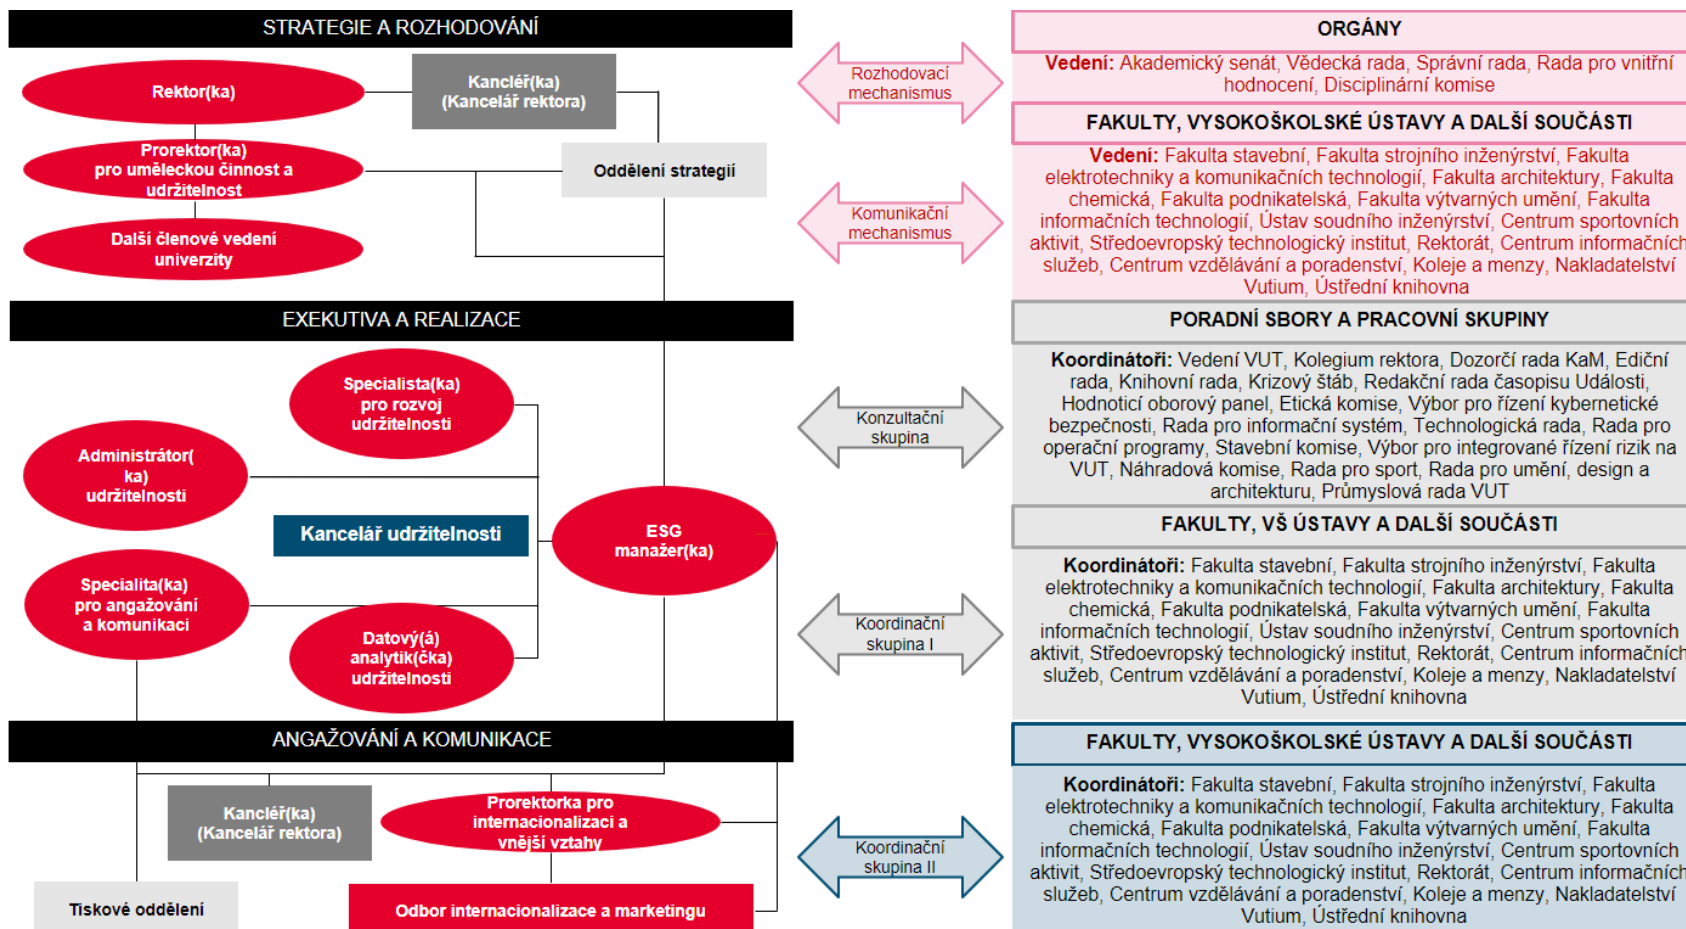 STRATEGIE A ROZHODOVÁNÍ
Rektor(ka)
Kancléř(ka)
(Kancelář rektora)
Prorektor(ka)
pro uměleckou činnost a
udržitelnost
Oddělení strategií
Další členové vedení
univerzity
Rozhodovací
mechanismus
Komunikační
mechanismus
ORGÁNY
Vedení: Akademický senát, Vědecká rada, Správní rada, Rada pro vnitřní
hodnocení, Disciplinární komise
FAKULTY, VYSOKOŠKOLSKÉ ÚSTAVY A DALŠÍ SOUČÁSTI
Vedení: Fakulta stavební, Fakulta strojního inženýrství, Fakulta
elektrotechniky a komunikačních technologií, Fakulta architektury, Fakulta
chemická, Fakulta podnikatelská, Fakulta výtvarných umění, Fakulta
informačních technologií, Ústav soudního inženýrství, Centrum sportovních
aktivit, Středoevropský technologický institut, Rektorát, Centrum informačních
služeb, Centrum vzdělávání a poradenství, Koleje a menzy, Nakladatelství
Vutium, Ústřední knihovna
EXEKUTIVA A REALIZACE
Specialista(ka)
pro rozvoj
udržitelnosti
Administrátor(
ka)
udržitelnosti
Kancelář udržitelnosti
ESG
manažer(ka)
Specialita(ka)
pro angažování
a komunikaci
Datový(á)
analytik(čka)
udržitelnosti
Konzultační
skupina
Koordinační
skupina I
PORADNÍ SBORY A PRACOVNÍ SKUPINY
Koordinátoři: Vedení VUT, Kolegium rektora, Dozorčí rada KaM, Ediční
rada, Knihovní rada, Krizový štáb, Redakční rada časopisu Události,
Hodnoticí oborový panel, Etická komise, Výbor pro řízení kybernetické
bezpečnosti, Rada pro informační systém, Technologická rada, Rada pro
operační programy, Stavební komise, Výbor pro integrované řízení rizik na
VUT, Náhradová komise, Rada pro sport, Rada pro umění, design a
architekturu, Průmyslová rada VUT
FAKULTY, VŠ ÚSTAVY A DALŠÍ SOUČÁSTI
Koordinátoři: Fakulta stavební, Fakulta strojního inženýrství, Fakulta
elektrotechniky a komunikačních technologií, Fakulta architektury, Fakulta
chemická, Fakulta podnikatelská, Fakulta výtvarných umění, Fakulta
informačních technologií, Ústav soudního inženýrství, Centrum sportovních
aktivit, Středoevropský technologický institut, Rektorát, Centrum informačních
služeb, Centrum vzdělávání a poradenství, Koleje a menzy, Nakladatelství
Vutium, Ústřední knihovna
ANGAŽOVÁNÍ A KOMUNIKACE
Kancléř(ka)
(Kancelář rektora)
Prorektorka pro
internacionalizaci a
vnější vztahy
Tiskové oddělení
Odbor internacionalizace a marketingu
Koordinační
skupina II
FAKULTY, VYSOKOŠKOLSKÉ ÚSTAVY A DALŠÍ SOUČÁSTI
Koordinátoři: Fakulta stavební, Fakulta strojního inženýrství, Fakulta
elektrotechniky a komunikačních technologií, Fakulta architektury, Fakulta
chemická, Fakulta podnikatelská, Fakulta výtvarných umění, Fakulta
informačních technologií, Ústav soudního inženýrství, Centrum sportovních
aktivit, Středoevropský technologický institut, Rektorát, Centrum informačních
služeb, Centrum vzdělávání a poradenství, Koleje a menzy, Nakladatelství
Vutium, Ústřední knihovna